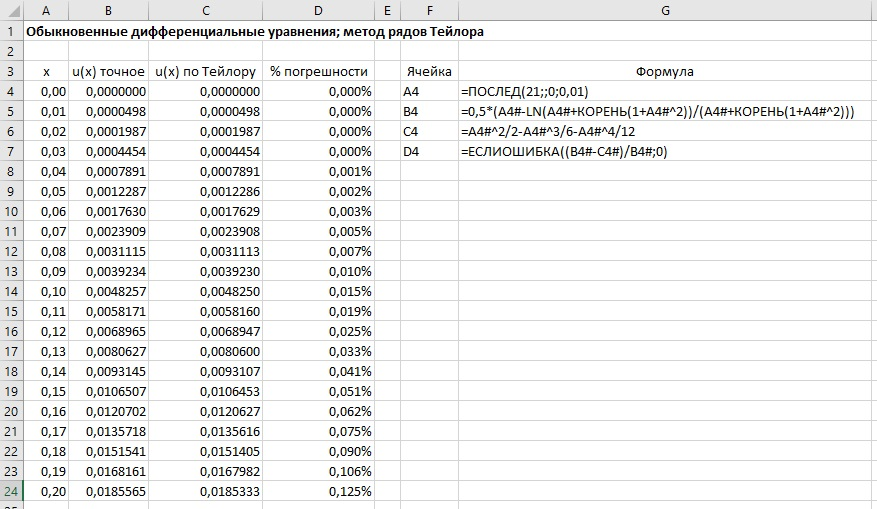 A B C D E F G
1 Обыкновенные дифференциальные уравнения; метод рядов Тейлора
2
3 x u(x) точное u(x) по Тейлору % погрешности Ячейка Формула
4 0,00 0,0000000 0,0000000 0,000% A4 =ПОСЛЕД(21;;0;0,01)
5 0,01 0,0000498 0,0000498 0,000% B4 =0,5*(A4#-LN(A4#+КОРЕНЬ(1+A4#^2))/(A4#+КОРЕНЬ(1+A4#^2)))
6 0,02 0,0001987 0,0001987 0,000% C4 =A4#^2/2-A4#^3/6-A4#^4/12
7 0,03 0,0004454 0,0004454 0,000% D4 =ЕСЛИОШИБКА((B4#-C4#)/B4#;0)
8 0,04 0,0007891 0,0007891 0,001%
9 0,05 0,0012287 0,0012286 0,002%
10 0,06 0,0017630 0,0017629 0,003%
11 0,07 0,0023909 0,0023908 0,005%
12 0,08 0,0031115 0,0031113 0,007%
13 0,09 0,0039234 0,0039230 0,010%
14 0,10 0,0048257 0,0048250 0,015%
15 0,11 0,0058171 0,0058160 0,019%
16 0,12 0,0068965 0,0068947 0,025%
17 0,13 0,0080627 0,0080600 0,033%
18 0,14 0,0093145 0,0093107 0,041%
19 0,15 0,0106507 0,0106453 0,051%
20 0,16 0,0120702 0,0120627 0,062%
21 0,17 0,0135718 0,0135616 0,075%
22 0,18 0,0151541 0,0151405 0,090%
23 0,19 0,0168161 0,0167982 0,106%
24 0,20 0,0185565 0,0185333 0,125%